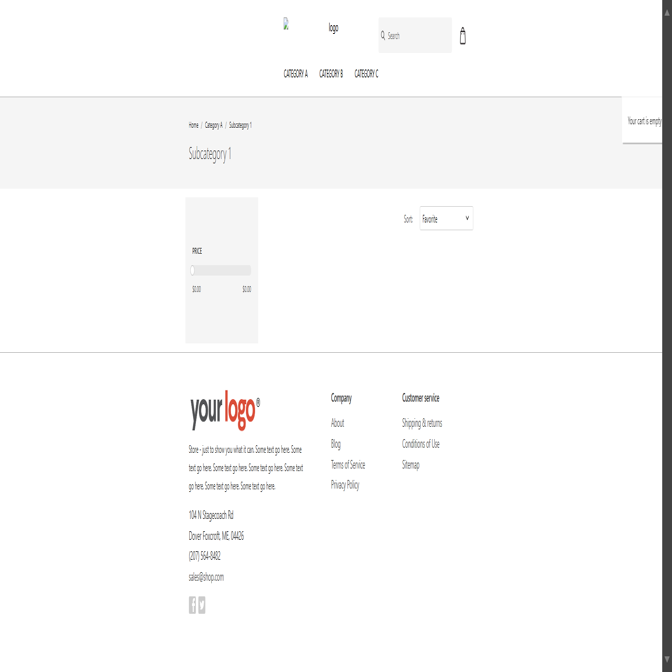 logo
Search
CATEGORY A CATEGORY B CATEGORY C
Your cart is empty
Home / Category A / Subcategory 1
Subcategory 1
Sort: Favorite
PRICE
$0.00 $0.00
your logo®
Store - just to show you what it can. Some text go here. Some
text go here. Some text go here. Some text go here. Some text
go here. Some text go here. Some text go here.
104 N Stagecoach Rd
Dover Foxcroft, ME, 04426
(207) 564-8482
sales@shop.com
Company
About
Blog
Terms of Service
Privacy Policy
Customer service
Shipping & returns
Conditions of Use
Sitemap